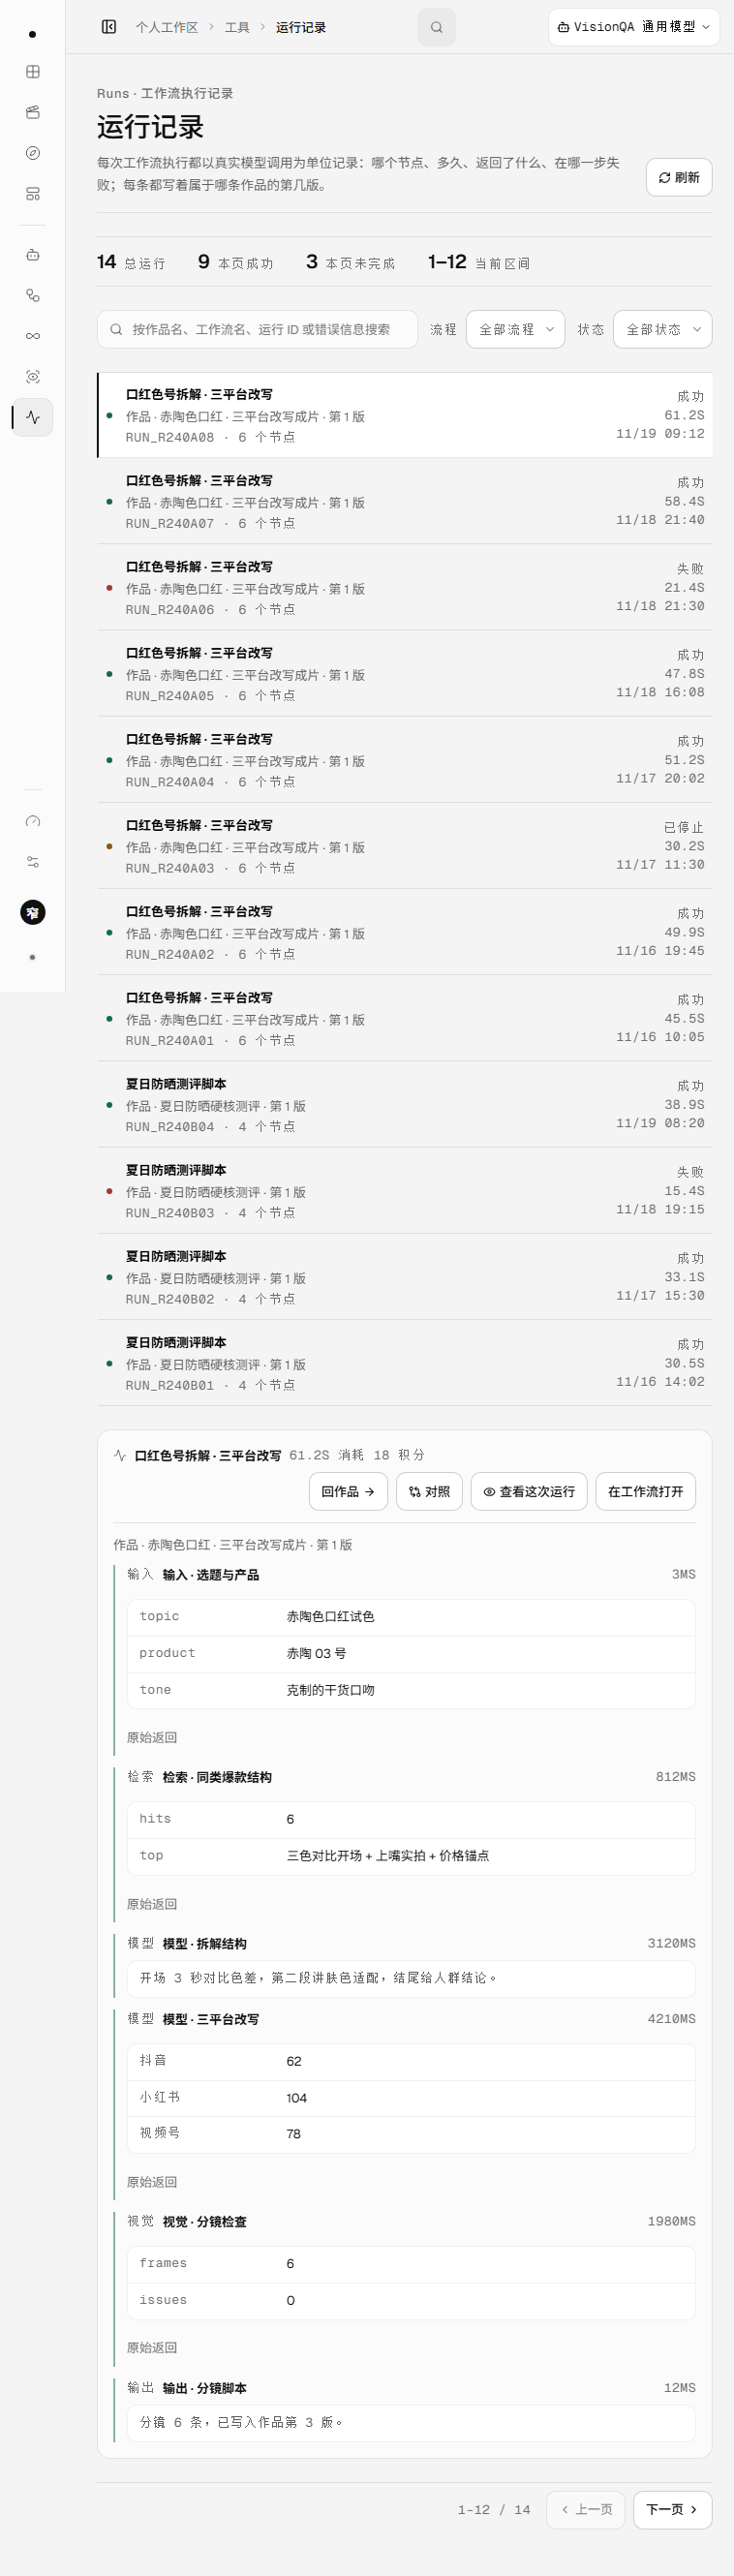 个人工作区 > 工具 > 运行记录
VisionQA 通用模型
Runs · 工作流执行记录
运行记录
每次工作流执行都以真实模型调用为单位记录：哪个节点、多久、返回了什么、在哪一步失
败；每条都写着属于哪条作品的第几版。
刷新
14 总运行 9 本页成功 3 本页未完成 1–12 当前区间
按作品名、工作流名、运行 ID 或错误信息搜索
流程 全部流程 状态 全部状态
口红色号拆解 · 三平台改写
成功
作品 · 赤陶色口红 · 三平台改写成片 · 第 1 版
61.2S
RUN_R240A08 · 6 个节点
11/19 09:12
口红色号拆解 · 三平台改写
成功
作品 · 赤陶色口红 · 三平台改写成片 · 第 1 版
58.4S
RUN_R240A07 · 6 个节点
11/18 21:40
口红色号拆解 · 三平台改写
失败
作品 · 赤陶色口红 · 三平台改写成片 · 第 1 版
21.4S
RUN_R240A06 · 6 个节点
11/18 21:30
口红色号拆解 · 三平台改写
成功
作品 · 赤陶色口红 · 三平台改写成片 · 第 1 版
47.8S
RUN_R240A05 · 6 个节点
11/18 16:08
口红色号拆解 · 三平台改写
成功
作品 · 赤陶色口红 · 三平台改写成片 · 第 1 版
51.2S
RUN_R240A04 · 6 个节点
11/17 20:02
口红色号拆解 · 三平台改写
已停止
作品 · 赤陶色口红 · 三平台改写成片 · 第 1 版
30.2S
RUN_R240A03 · 6 个节点
11/17 11:30
口红色号拆解 · 三平台改写
成功
作品 · 赤陶色口红 · 三平台改写成片 · 第 1 版
49.9S
RUN_R240A02 · 6 个节点
11/16 19:45
口红色号拆解 · 三平台改写
成功
作品 · 赤陶色口红 · 三平台改写成片 · 第 1 版
45.5S
RUN_R240A01 · 6 个节点
11/16 10:05
夏日防晒测评脚本
成功
作品 · 夏日防晒硬核测评 · 第 1 版
38.9S
RUN_R240B04 · 4 个节点
11/19 08:20
夏日防晒测评脚本
失败
作品 · 夏日防晒硬核测评 · 第 1 版
15.4S
RUN_R240B03 · 4 个节点
11/18 19:15
夏日防晒测评脚本
成功
作品 · 夏日防晒硬核测评 · 第 1 版
33.1S
RUN_R240B02 · 4 个节点
11/17 15:30
夏日防晒测评脚本
成功
作品 · 夏日防晒硬核测评 · 第 1 版
30.5S
RUN_R240B01 · 4 个节点
11/16 14:02
窄
口红色号拆解 · 三平台改写 61.2S 消耗 18 积分
回作品 → 对照 查看这次运行 在工作流打开
作品 · 赤陶色口红 · 三平台改写成片 · 第 1 版
输入 输入 · 选题与产品 3MS
topic 赤陶色口红试色
product 赤陶 03 号
tone 克制的干货口吻
原始返回
检索 检索 · 同类爆款结构 812MS
hits 6
top 三色对比开场 + 上嘴实拍 + 价格锚点
原始返回
模型 模型 · 拆解结构 3120MS
开场 3 秒对比色差，第二段讲肤色适配，结尾给人群结论。
模型 模型 · 三平台改写 4210MS
抖音 62
小红书 104
视频号 78
原始返回
视觉 视觉 · 分镜检查 1980MS
frames 6
issues 0
原始返回
输出 输出 · 分镜脚本 12MS
分镜 6 条，已写入作品第 3 版。
1–12 / 14 上一页 下一页